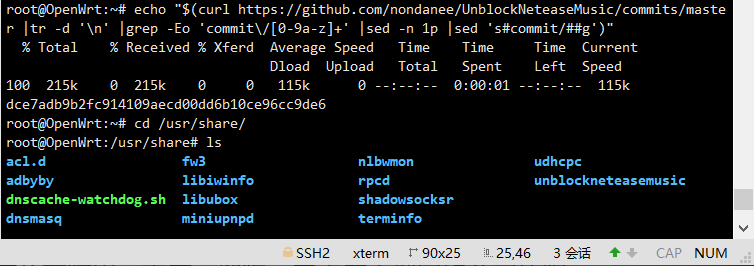 root@OpenWrt:~# echo "$(curl https://github.com/nondanee/UnblockNeteaseMusic/commits/maste
r |tr -d '\n' |grep -Eo 'commit\/[0-9a-z]+' |sed -n 1p |sed 's#commit/##g')"
% Total % Received % Xferd Average Speed Time Time Time Current
Dload Upload Total Spent Left Speed
100 215k 0 215k 0 0 115k 0 --:--:-- 0:00:01 --:--:-- 115k
dce7adb9b2fc914109aecd00dd6b10ce96cc9de6
root@OpenWrt:~# cd /usr/share/
root@OpenWrt:/usr/share# ls
acl.d fw3 nlbwmon udhcpc
adbyby libiwinfo rpcd unblockneteasemusic
dnscache-watchdog.sh libubox shadowsocksr
dnsmasq miniupnpd terminfo
SSH2 xterm 90x25 25,46 3 会话 CAP NUM